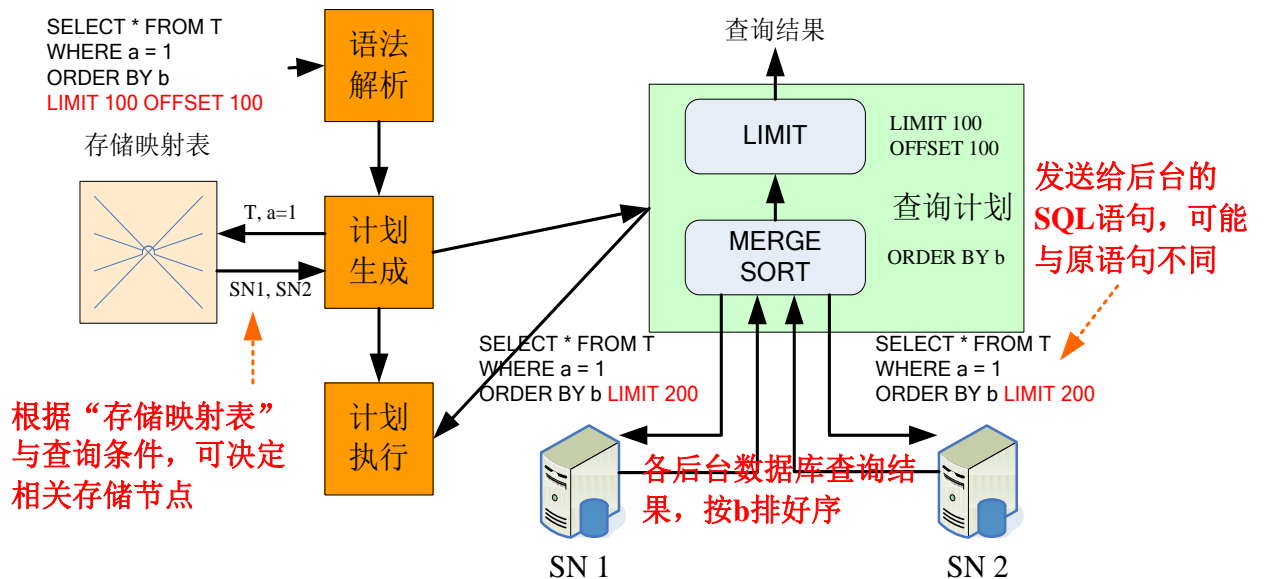 SELECT * FROM T
WHERE a = 1
ORDER BY b
LIMIT 100 OFFSET 100
语法
解析
存储映射表
T, a=1
SN1, SN2
计划
生成
计划
执行
根据“存储映射表”
与查询条件，可决定
相关存储节点
查询结果
LIMIT
LIMIT 100
OFFSET 100
查询计划
MERGE
SORT
ORDER BY b
发送给后台的
SQL语句，可能
与原语句不同
SELECT * FROM T
WHERE a = 1
ORDER BY b LIMIT 200
SELECT * FROM T
WHERE a = 1
ORDER BY b LIMIT 200
各后台数据库查询结
果，按b排好序
SN 1
SN 2